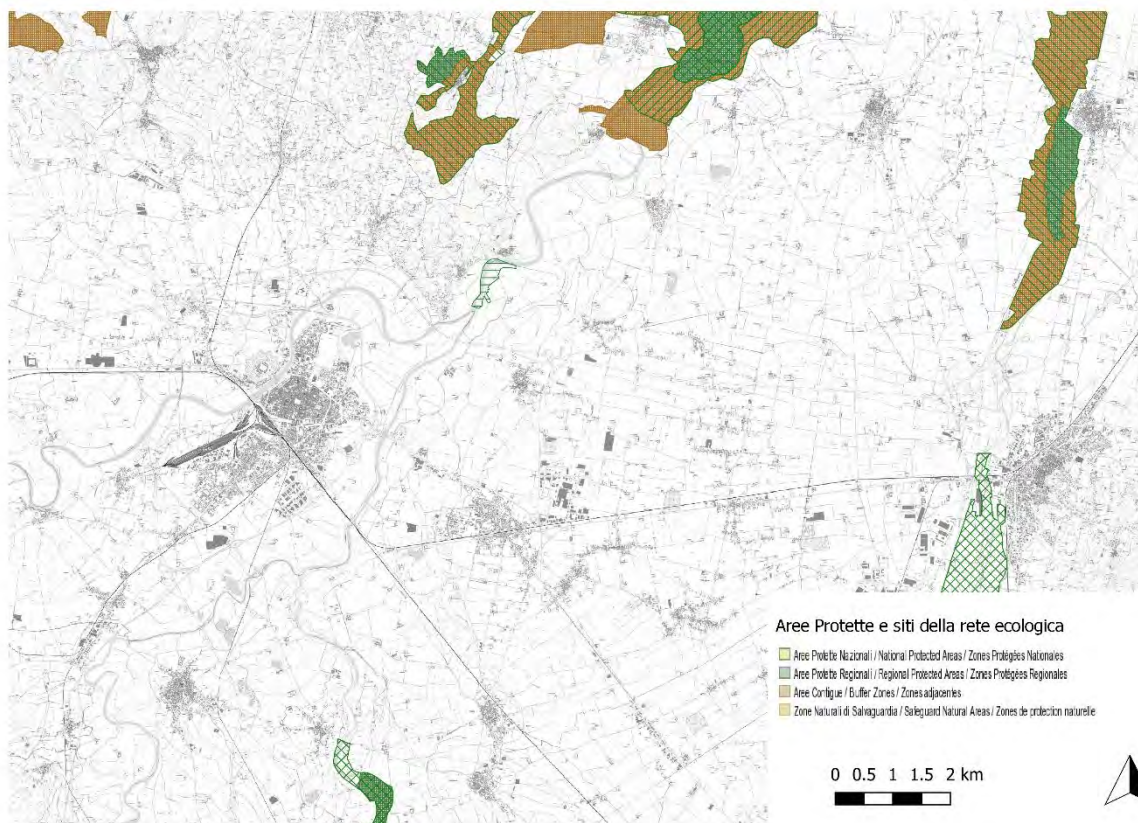 Aree Protette e siti della rete ecologica
Aree Protette Nazionali / National Protected Areas / Zones Protégées Nationales
Aree Protette Regionali / Regional Protected Areas / Zones Protégées Regionales
Aree Contigue / Buffer Zones / Zones adjacentes
Zone Naturali di Salvaguardia / Saleguard Natural Areas / Zones de protection naturelle
0 0.5 1 1.5 2 km